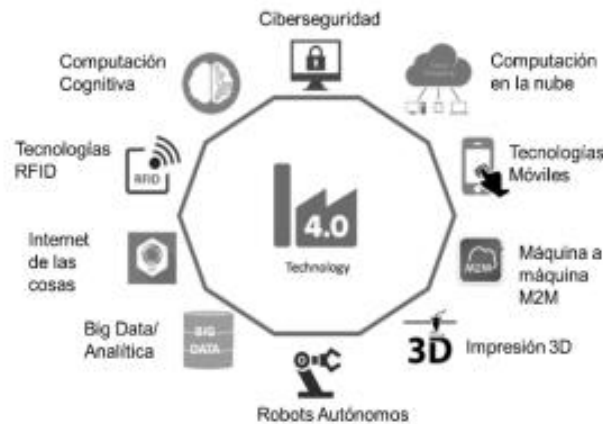 Ciberseguridad
Computación
Cognitiva
Computación
en la nube
Tecnologías
RFID
RFID
Tecnologías
Móviles
4.0
Technology
Internet
de las
cosas
M2M
Máquina a
máquina
M2M
Big Data/
Analítica
BIG
DATA
3D
Impresión 3D
Robots Autónomos